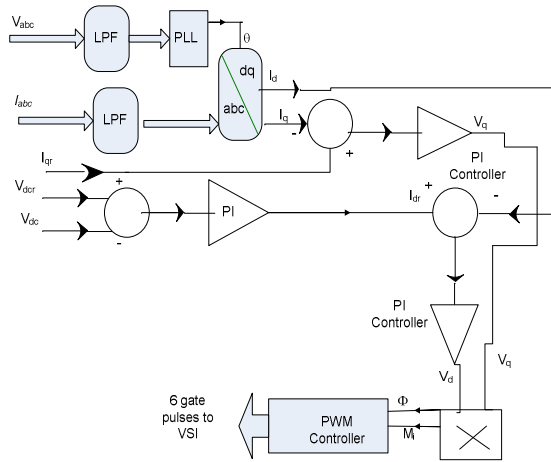 Vabc
LPF
PLL
θ
dq
abc
Id
Iabc
LPF
Iq
-
+
Vq
PI
Controller
Iqr
Vdcr
+
Vdc
-
PI
Idr
+
-
PI
Controller
Vd
Vq
6 gate
pulses to
VSI
PWM
Controller
Φ
Mi